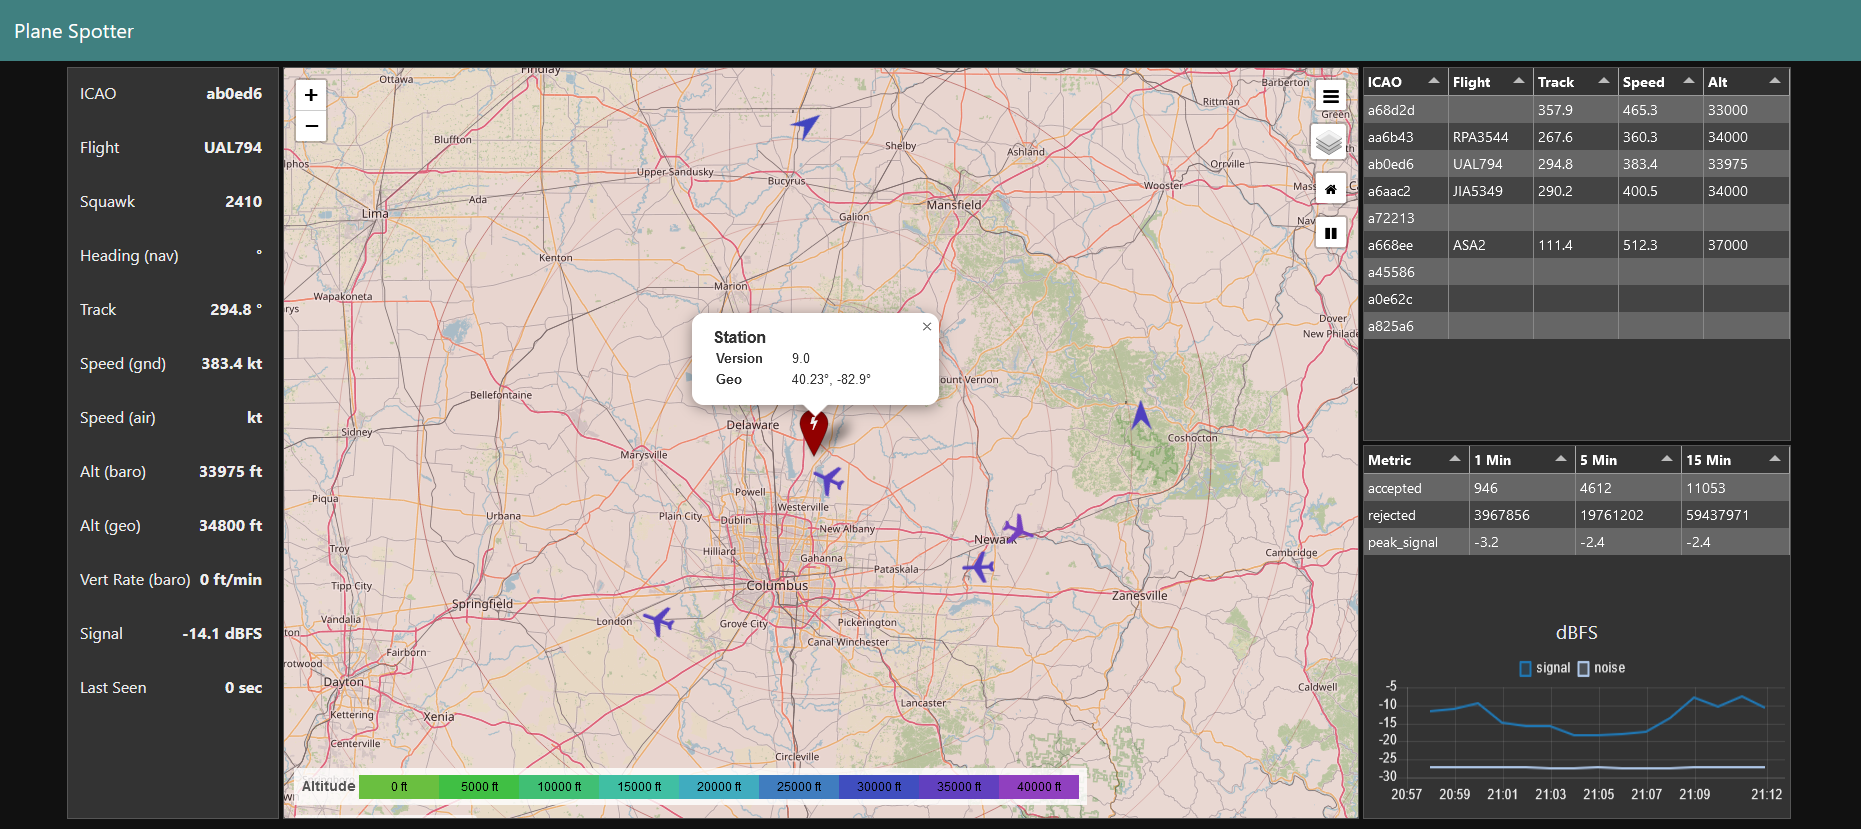 Plane Spotter
ICAO ab0ed6
Flight UAL794
Squawk 2410
Heading (nav) °
Track 294.8 °
Speed (gnd) 383.4 kt
Speed (air) kt
Alt (baro) 33975 ft
Alt (geo) 34800 ft
Vert Rate (baro) 0 ft/min
Signal -14.1 dBFS
Last Seen 0 sec
+
−
Findlay
Ottawa
Barberton
Rittman
Green
Bluffton
Shelby
Ashland
Orrville
Upper Sandusky
Bucyrus
Wooster
Ada
Lima
Galion
Mansfield
Kenton
Marion
Wapakoneta
Dover
New Philade
Station
×
Version 9.0
Geo 40.23°, -82.9°
ount Vernon
Bellefontaine
Delaware
Sidney
Coshocton
Marysville
Powell
Piqua
Westerville
Urbana
Plain City
Dublin
New Albany
Newark
Troy
Hilliard
Gahanna
Cambridge
Pataskala
Tipp City
Columbus
Zanesville
Springfield
Vandalia
London
Grove City
Pickerington
Canal Winchester
Fairborn
rotwood
Dayton
Caldwell
Lancaster
Kettering
Xenia
Centerville
Circleville
Altitude 0 ft 5000 ft 10000 ft 15000 ft 20000 ft 25000 ft 30000 ft 35000 ft 40000 ft
ICAO Flight Track Speed Alt
a68d2d 357.9 465.3 33000
aa6b43 RPA3544 267.6 360.3 34000
ab0ed6 UAL794 294.8 383.4 33975
a6aac2 JIA5349 290.2 400.5 34000
a72213
a668ee ASA2 111.4 512.3 37000
a45586
a0e62c
a825a6
Metric 1 Min 5 Min 15 Min
accepted 946 4612 11053
rejected 3967856 19761202 59437971
peak_signal -3.2 -2.4 -2.4
dBFS
signal noise
-5
-10
-15
-20
-25
-30
20:57 20:59 21:01 21:03 21:05 21:07 21:09 21:12